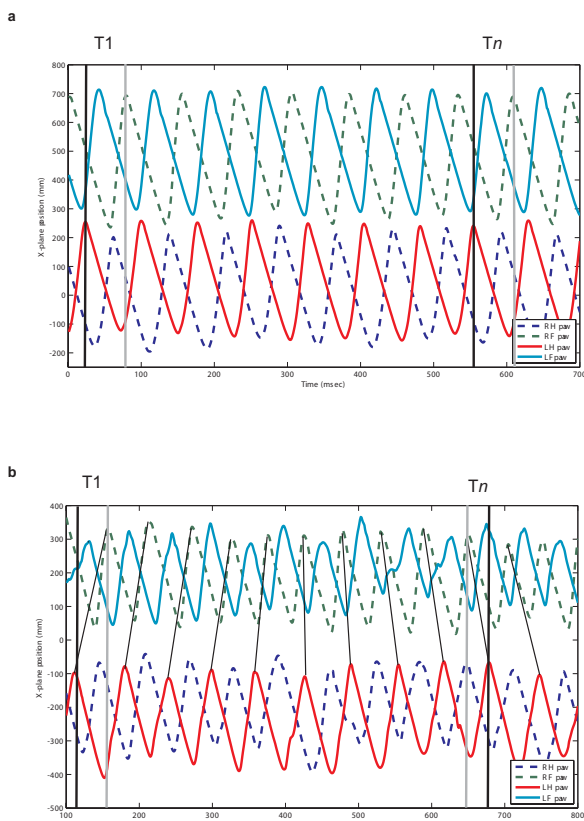 a
T1 Tn
800
700
600
500
400
300
200
100
0
-100
-200
X-plane position (mm)
0 100 200 300 400 500 600 700
Time (msec)
RH paw
RF paw
LH paw
LF paw
b
T1 Tn
400
300
200
100
0
-100
-200
-300
-400
-500
X-plane position (mm)
100 200 300 400 500 600 700 800
RH paw
RF paw
LH paw
LF paw